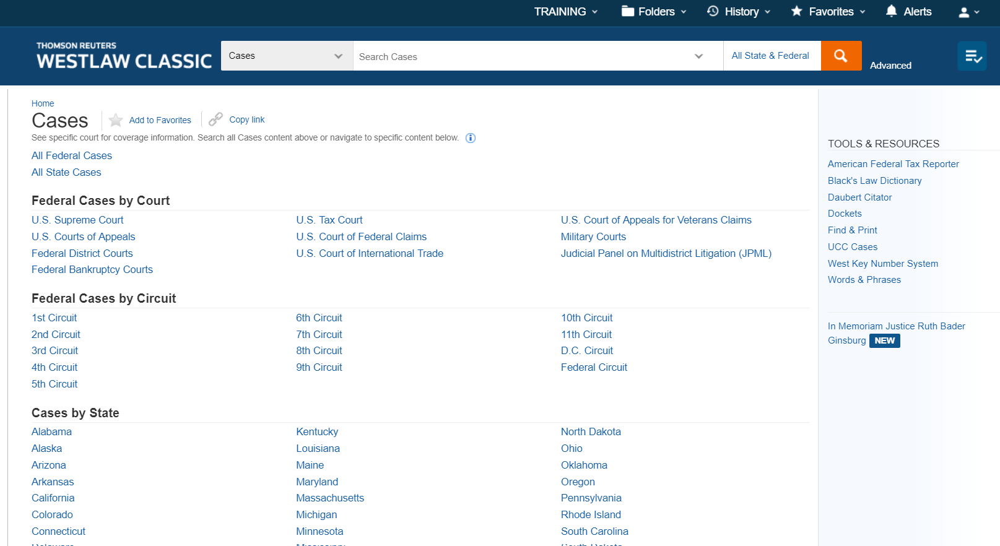 TRAINING Folders History Favorites Alerts
THOMSON REUTERS
WESTLAW CLASSIC
Cases
Search Cases
All State & Federal
Advanced
Home
Cases
Add to Favorites
Copy link
See specific court for coverage information. Search all Cases content above or navigate to specific content below.
All Federal Cases
All State Cases
Federal Cases by Court
U.S. Supreme Court
U.S. Courts of Appeals
Federal District Courts
Federal Bankruptcy Courts
U.S. Tax Court
U.S. Court of Federal Claims
U.S. Court of International Trade
U.S. Court of Appeals for Veterans Claims
Military Courts
Judicial Panel on Multidistrict Litigation (JPML)
Federal Cases by Circuit
1st Circuit
2nd Circuit
3rd Circuit
4th Circuit
5th Circuit
6th Circuit
7th Circuit
8th Circuit
9th Circuit
10th Circuit
11th Circuit
D.C. Circuit
Federal Circuit
Cases by State
Alabama
Alaska
Arizona
Arkansas
California
Colorado
Connecticut
Kentucky
Louisiana
Maine
Maryland
Massachusetts
Michigan
Minnesota
North Dakota
Ohio
Oklahoma
Oregon
Pennsylvania
Rhode Island
South Carolina
TOOLS & RESOURCES
American Federal Tax Reporter
Black's Law Dictionary
Daubert Citator
Dockets
Find & Print
UCC Cases
West Key Number System
Words & Phrases
In Memoriam Justice Ruth Bader
Ginsburg NEW